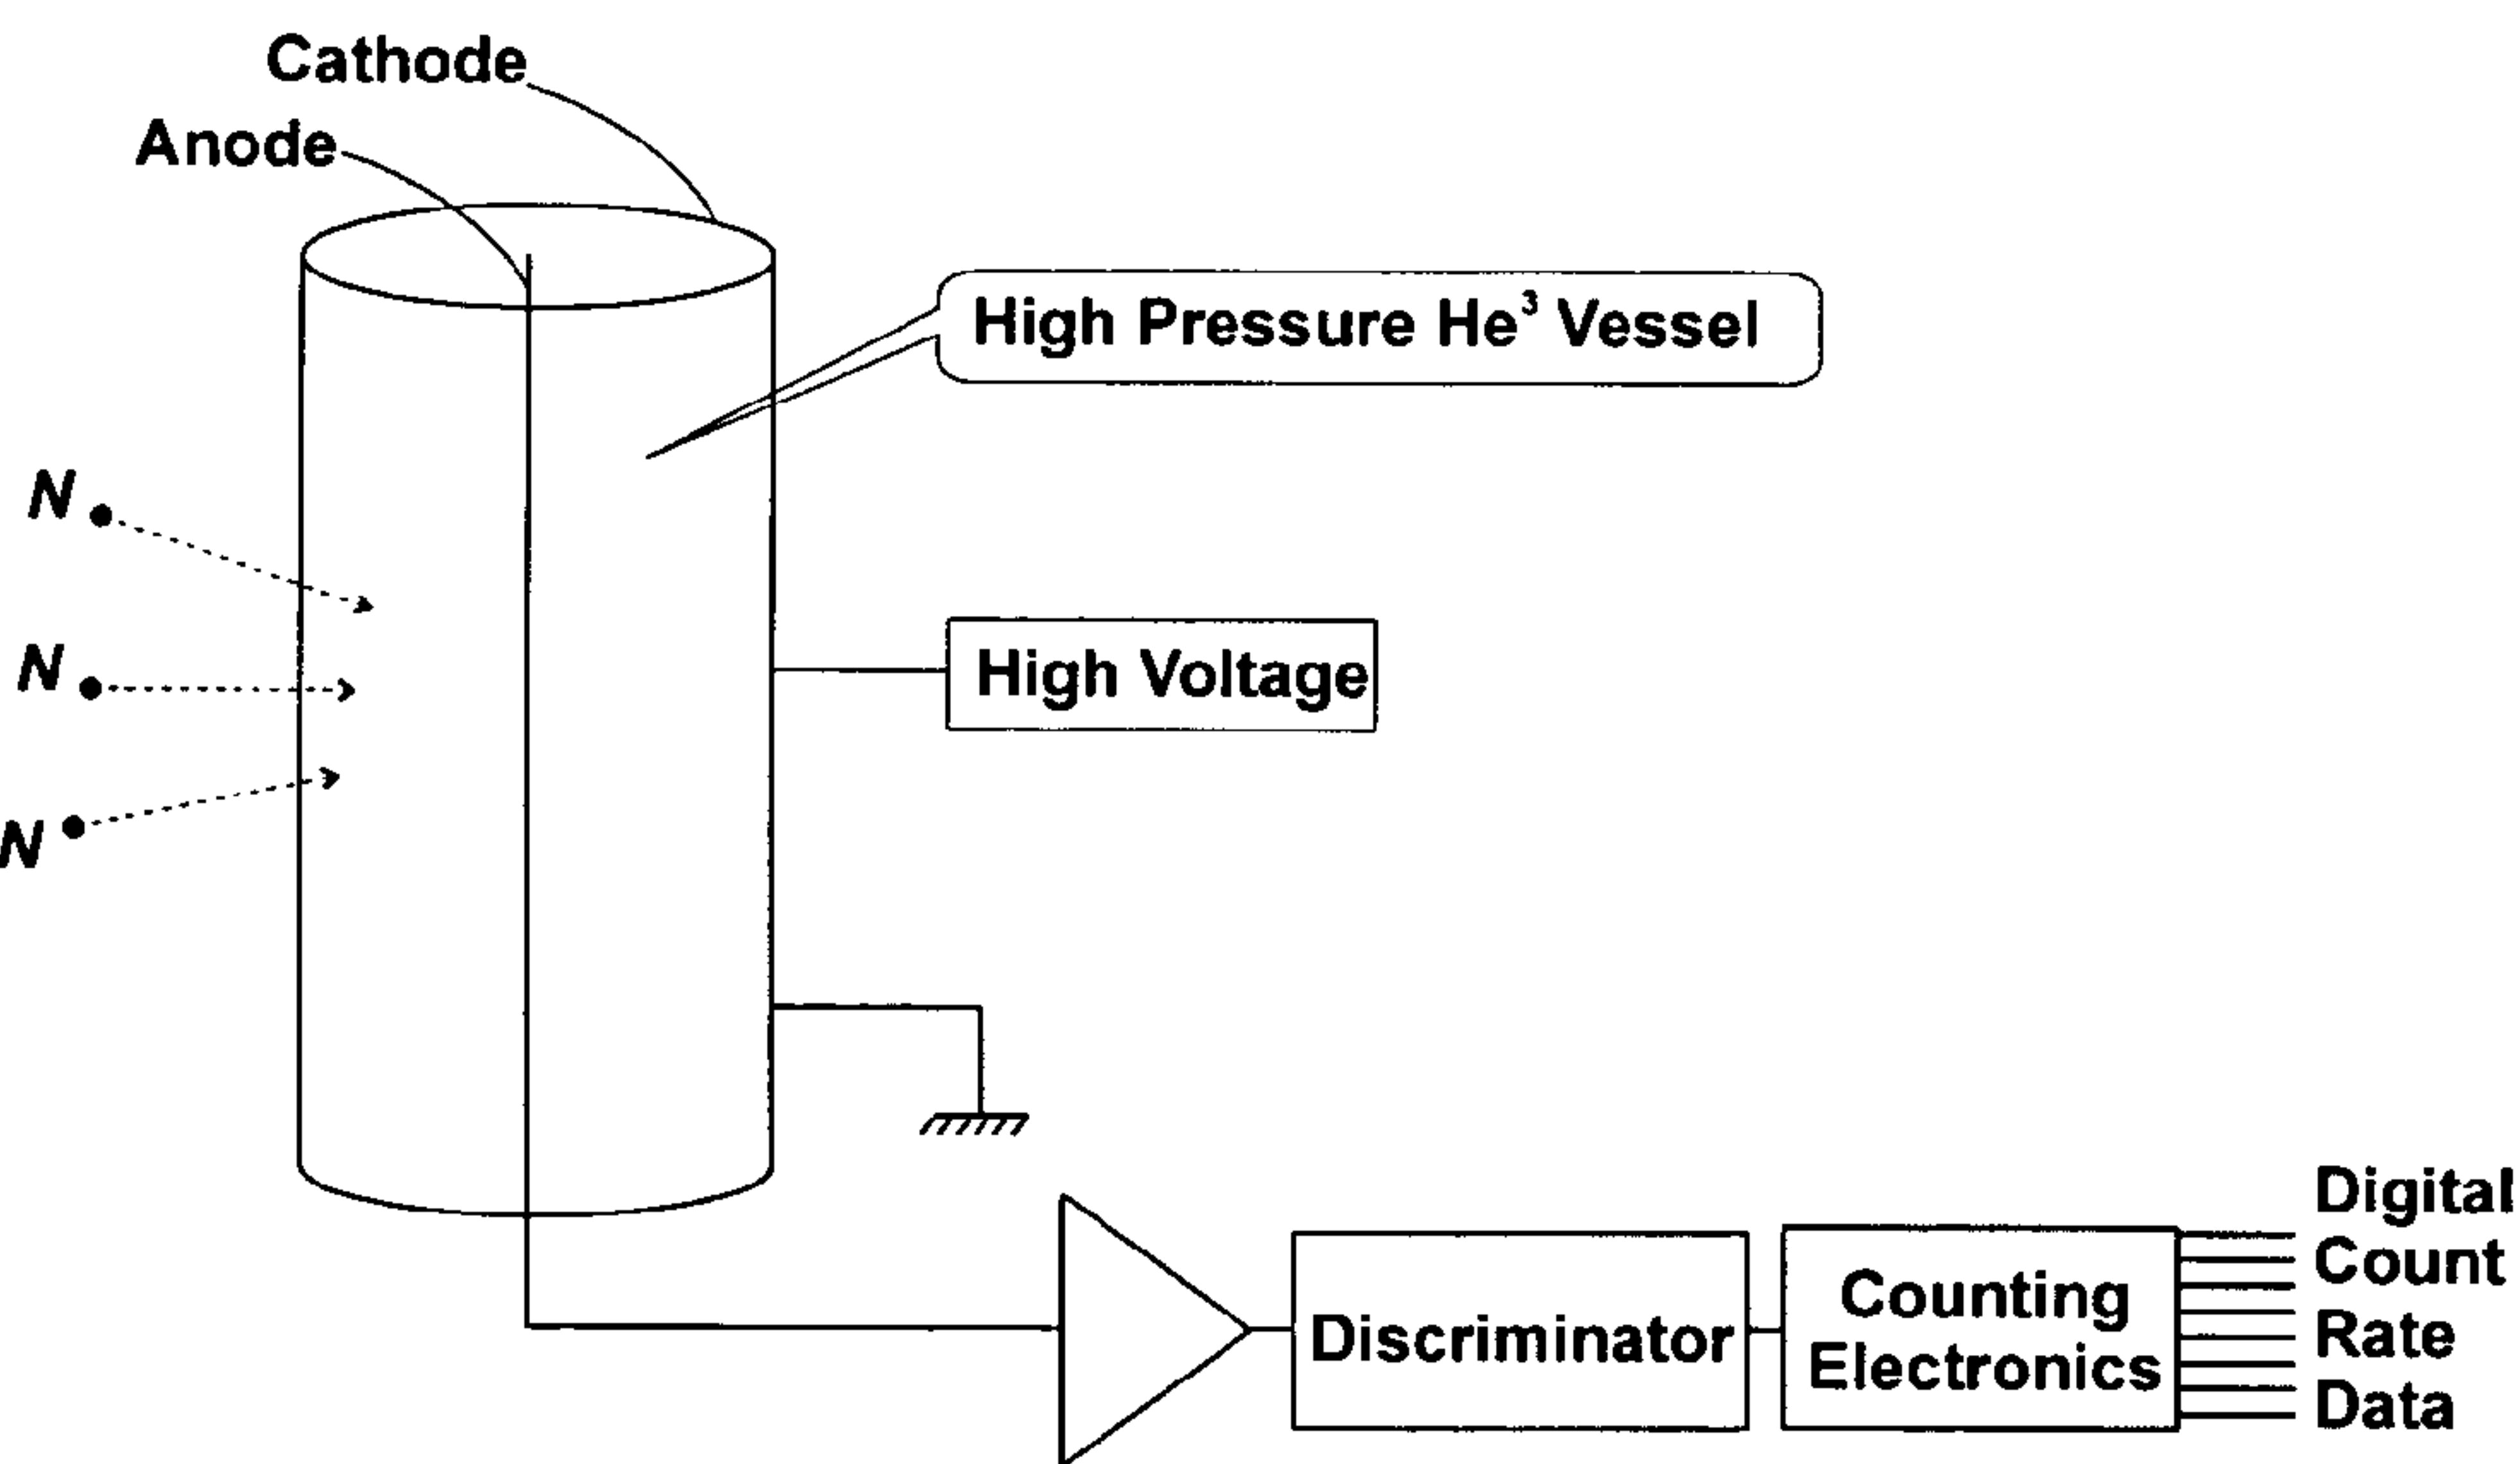 Cathode
Anode
High Pressure He³ Vessel
N
High Voltage
N
N
Discriminator
Counting
Electronics
Digital
Count
Rate
Data